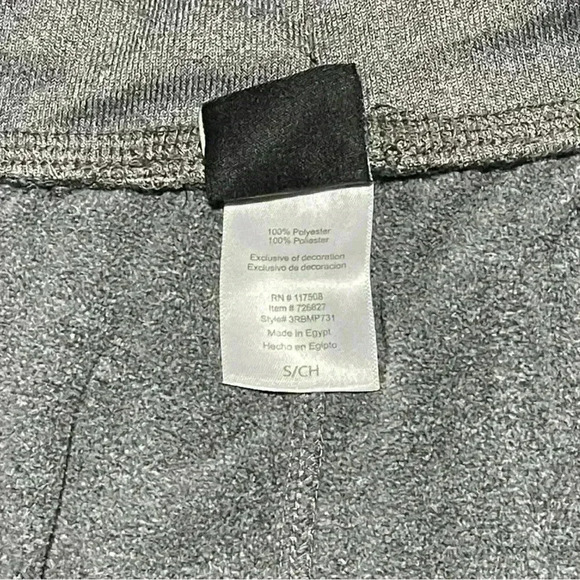 100% Polyester
100% Poliester
Exclusive of decoration
Exclusivo de decoracion
RN # 117508
Item # 726627
Style# 3RBMP731
Made in Egypt
Hecho en Egipto
S/CH